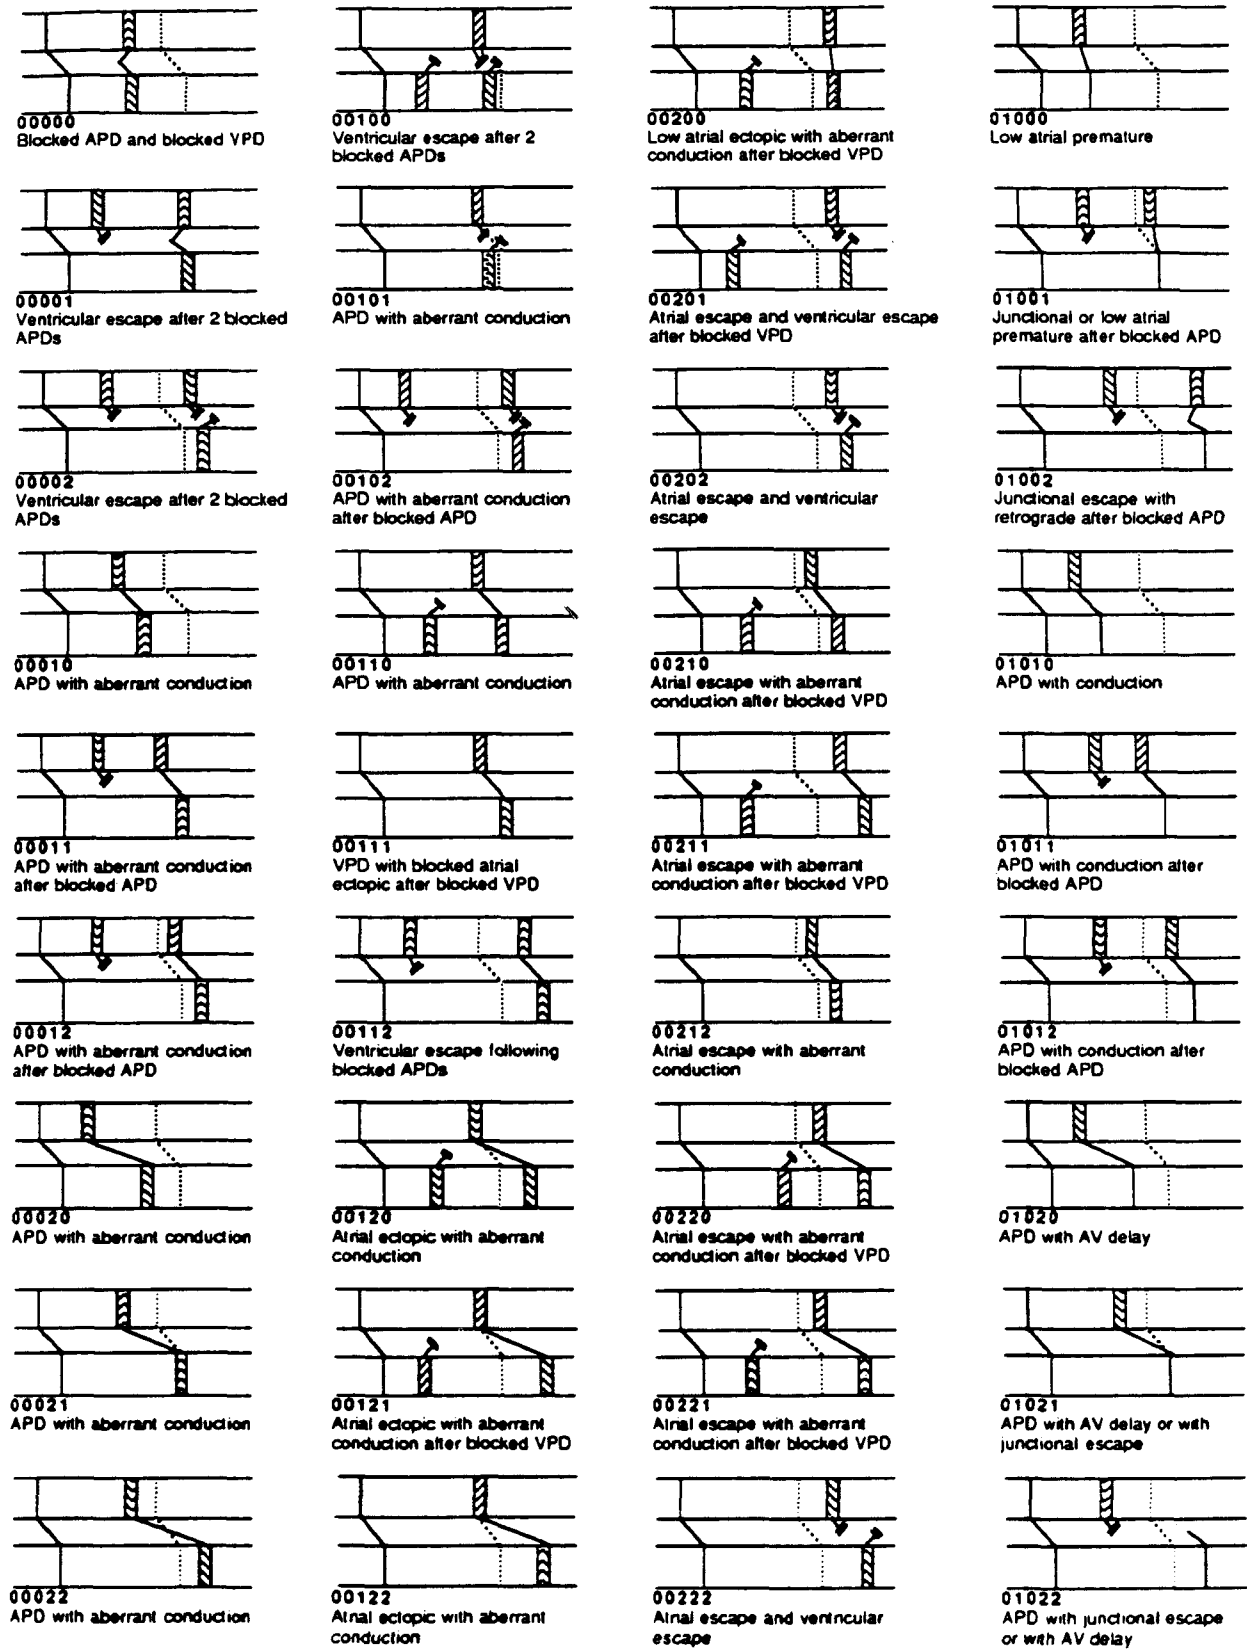 00000
Blocked APD and blocked VPD
00001
Ventricular escape after 2 blocked
APDs
00002
Ventricular escape after 2 blocked
APDs
00010
APD with aberrant conduction
00011
APD with aberrant conduction
after blocked APD
00012
APD with aberrant conduction
after blocked APD
00020
APD with aberrant conduction
00021
APD with aberrant conduction
00022
APD with aberrant conduction
00100
Ventricular escape after 2
blocked APDs
00101
APD with aberrant conduction
00102
APD with aberrant conduction
after blocked APD
00110
APD with aberrant conduction
00111
VPD with blocked atrial
ectopic after blocked VPD
00112
Ventricular escape following
blocked APDs
00120
Atrial ectopic with aberrant
conduction
00121
Atrial ectopic with aberrant
conduction after blocked VPD
00122
Atrial ectopic with aberrant
conduction
00200
Low atrial ectopic with aberrant
conduction after blocked VPD
00201
Atrial escape and ventricular escape
after blocked VPD
00202
Atrial escape and ventricular
escape
00210
Atrial escape with aberrant
conduction after blocked VPD
00211
Atrial escape with aberrant
conduction after blocked VPD
00212
Atrial escape with aberrant
conduction
00220
Atrial escape with aberrant
conduction after blocked VPD
00221
Atrial escape with aberrant
conduction after blocked VPD
00222
Atrial escape and ventricular
escape
01000
Low atrial premature
01001
Junctional or low atrial
premature after blocked APD
01002
Junctional escape with
retrograde after blocked APD
01010
APD with conduction
01011
APD with conduction after
blocked APD
01012
APD with conduction after
blocked APD
01020
APD with AV delay
01021
APD with AV delay or with
junctional escape
01022
APD with junctional escape
or with AV delay